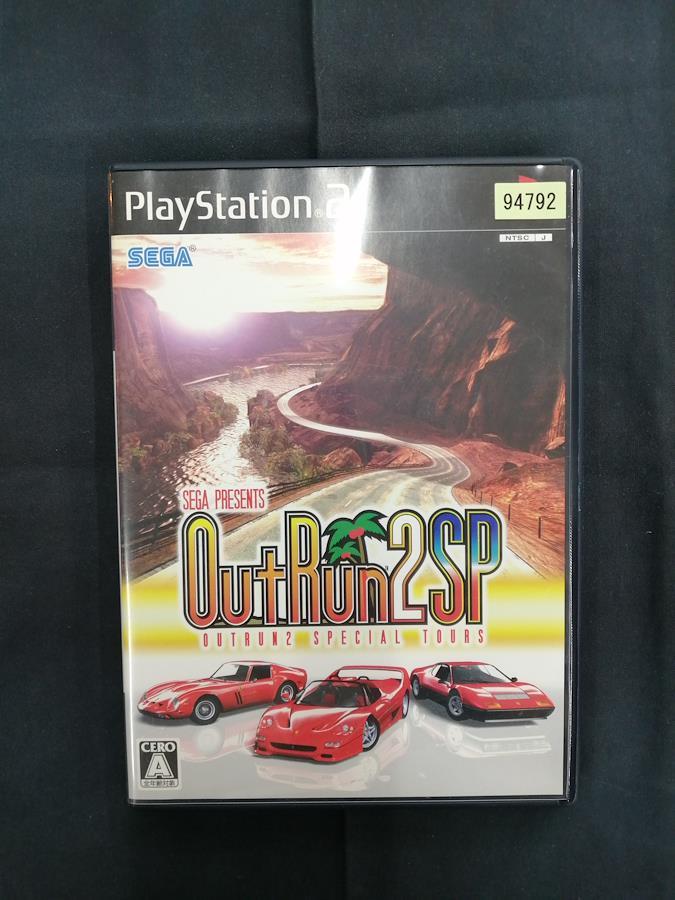 PlayStation®2
94792
NTSC J
SEGA®
SEGA PRESENTS
OutRun2SP
OUTRUN2 SPECIAL TOURS
CERO
A
全年齢対象